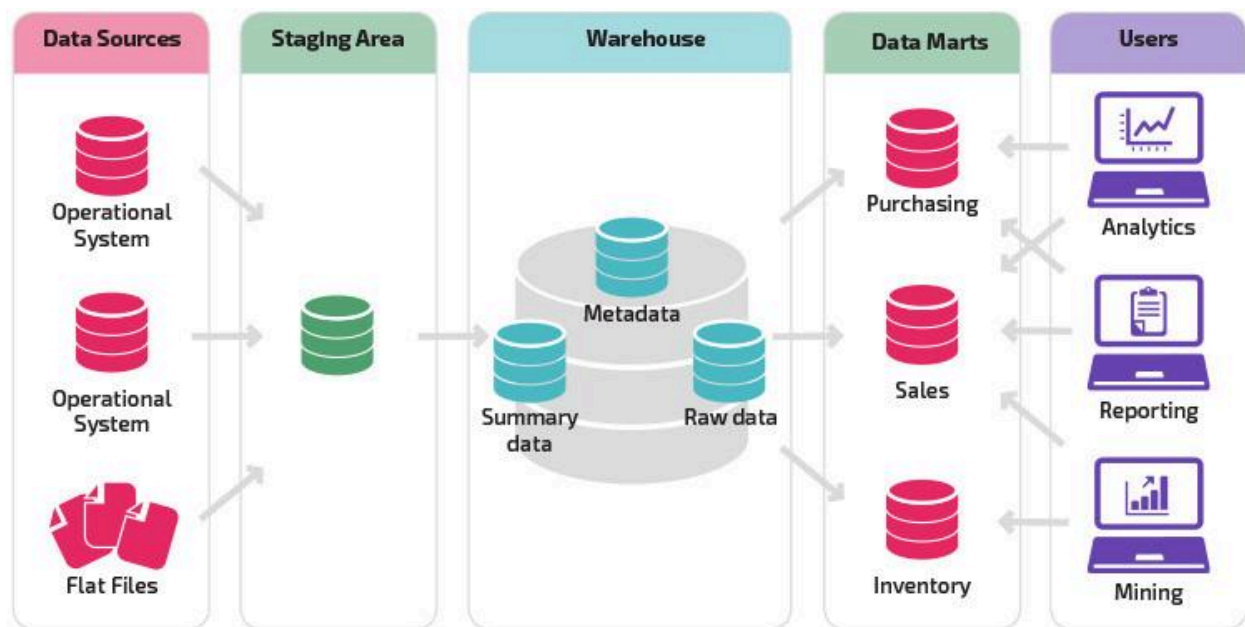 Data Sources
Staging Area
Warehouse
Data Marts
Users
Operational
System
Operational
System
Flat Files
Metadata
Summary
data
Raw data
Purchasing
Sales
Inventory
Analytics
Reporting
Mining